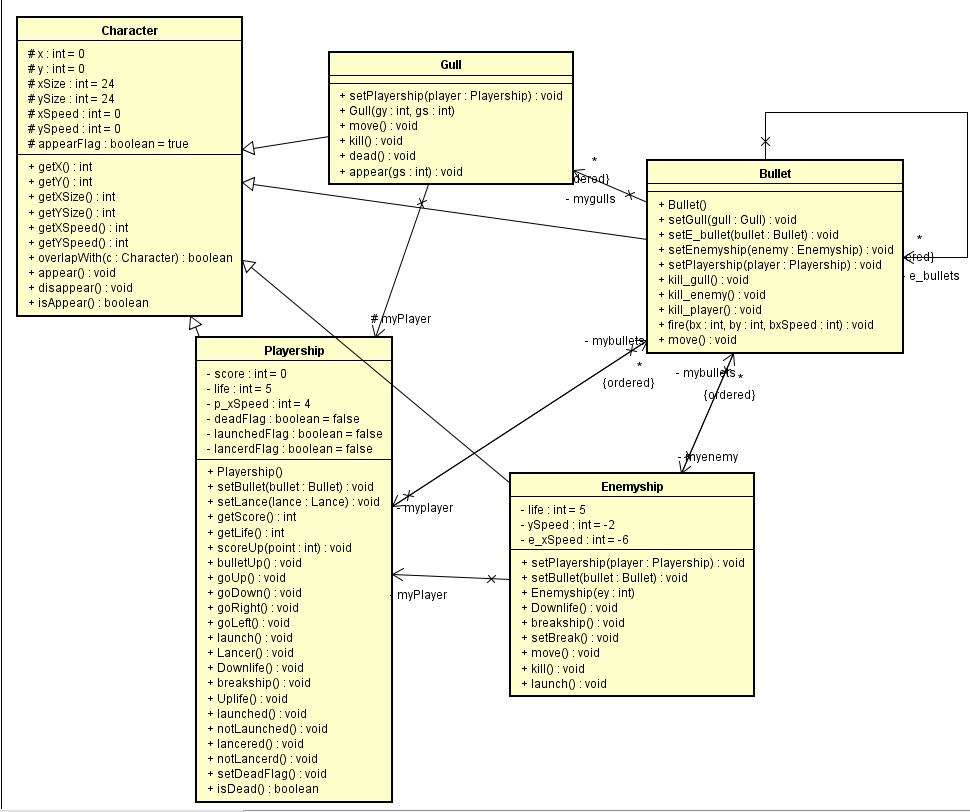 Character
# x : int = 0
# y : int = 0
# xSize : int = 24
# ySize : int = 24
# xSpeed : int = 0
# ySpeed : int = 0
# appearFlag : boolean = true
+ getX() : int
+ getY() : int
+ getXSize() : int
+ getYSize() : int
+ getXSpeed() : int
+ getYSpeed() : int
+ overlapWith(c : Character) : boolean
+ appear() : void
+ disappear() : void
+ isAppear() : boolean
Gull
+ setPlayership(player : Playership) : void
+ Gull(gy : int, gs : int)
+ move() : void
+ kill() : void
+ dead() : void
+ appear(gs : int) : void
*
dered}
- mygulls
Bullet
+ Bullet()
+ setGull(gull : Gull) : void
+ setE_bullet(bullet : Bullet) : void
+ setEnemyship(enemy : Enemyship) : void
+ setPlayership(player : Playership) : void
+ kill_gull() : void
+ kill_enemy() : void
+ kill_player() : void
+ fire(bx : int, by : int, bxSpeed : int) : void
+ move() : void
*
red}
- e_bullets
# myPlayer
- mybullets
*
{ordered}
- mybullets
*
{ordered}
- myenemy
- myplayer
- myPlayer
Playership
- score : int = 0
- life : int = 5
- p_xSpeed : int = 4
- deadFlag : boolean = false
- launchedFlag : boolean = false
- lancerdFlag : boolean = false
+ Playership()
+ setBullet(bullet : Bullet) : void
+ setLance(lance : Lance) : void
+ getScore() : int
+ getLife() : int
+ scoreUp(point : int) : void
+ bulletUp() : void
+ goUp() : void
+ goDown() : void
+ goRight() : void
+ goLeft() : void
+ launch() : void
+ Lancer() : void
+ Downlife() : void
+ breakship() : void
+ Uplife() : void
+ launched() : void
+ notLaunched() : void
+ lancered() : void
+ notLancerd() : void
+ setDeadFlag() : void
+ isDead() : boolean
Enemyship
- life : int = 5
- ySpeed : int = -2
- e_xSpeed : int = -6
+ setPlayership(player : Playership) : void
+ setBullet(bullet : Bullet) : void
+ Enemyship(ey : int)
+ Downlife() : void
+ breakship() : void
+ setBreak() : void
+ move() : void
+ kill() : void
+ launch() : void